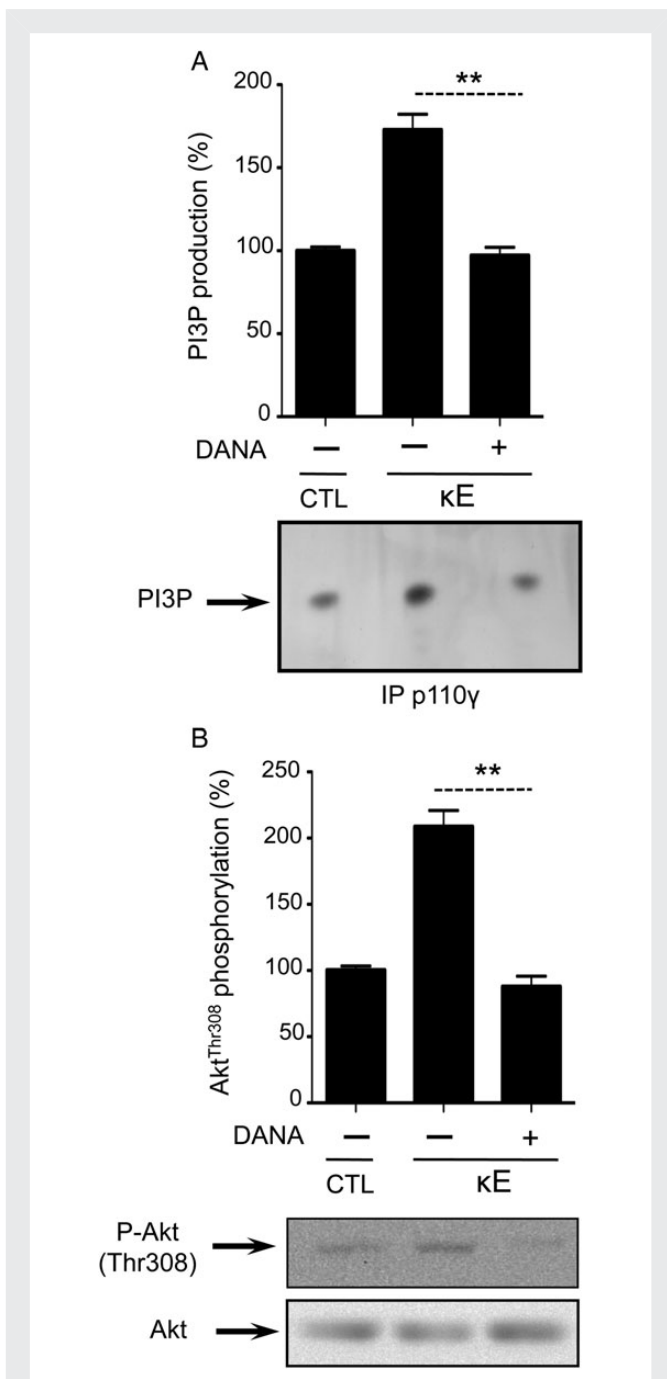 A
200
**
150
100
50
0
PI3P production (%)
DANA – – +
CTL κE
PI3P
IP p110γ
B
250
**
200
150
100
50
0
Akt^Thr308 phosphorylation (%)
DANA – – +
CTL κE
P-Akt
(Thr308)
Akt